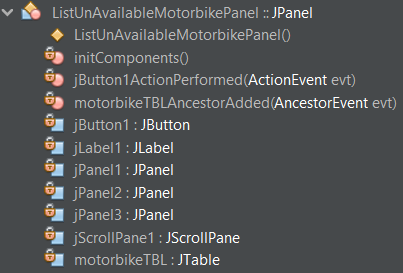 ListUnAvailableMotorbikePanel :: JPanel
ListUnAvailableMotorbikePanel()
initComponents()
jButton1ActionPerformed(ActionEvent evt)
motorbikeTBLAncestorAdded(AncestorEvent evt)
jButton1 : JButton
jLabel1 : JLabel
jPanel1 : JPanel
jPanel2 : JPanel
jPanel3 : JPanel
jScrollPane1 : JScrollPane
motorbikeTBL : JTable